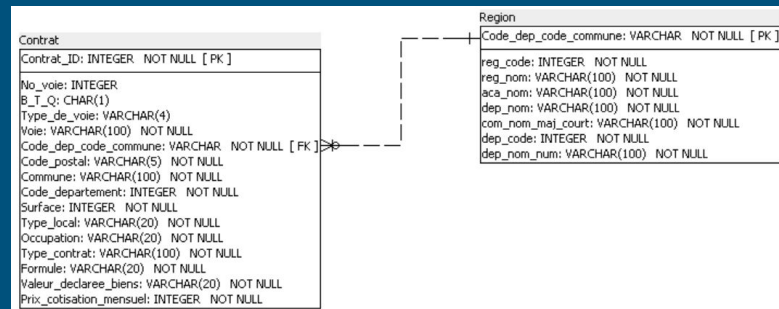 Contrat
Contrat_ID: INTEGER NOT NULL [ PK ]
No_voie: INTEGER
B_T_Q: CHAR(1)
Type_de_voie: VARCHAR(4)
Voie: VARCHAR(100) NOT NULL
Code_dep_code_commune: VARCHAR NOT NULL [ FK ]
Code_postal: VARCHAR(5) NOT NULL
Commune: VARCHAR(100) NOT NULL
Code_departement: INTEGER NOT NULL
Surface: INTEGER NOT NULL
Type_local: VARCHAR(20) NOT NULL
Occupation: VARCHAR(20) NOT NULL
Type_contrat: VARCHAR(100) NOT NULL
Formule: VARCHAR(20) NOT NULL
Valeur_declaree_biens: VARCHAR(20) NOT NULL
Prix_cotisation_mensuel: INTEGER NOT NULL
Region
Code_dep_code_commune: VARCHAR NOT NULL [ PK ]
reg_code: INTEGER NOT NULL
reg_nom: VARCHAR(100) NOT NULL
aca_nom: VARCHAR(100) NOT NULL
dep_nom: VARCHAR(100) NOT NULL
com_nom_maj_court: VARCHAR(100) NOT NULL
dep_code: INTEGER NOT NULL
dep_nom_num: VARCHAR(100) NOT NULL